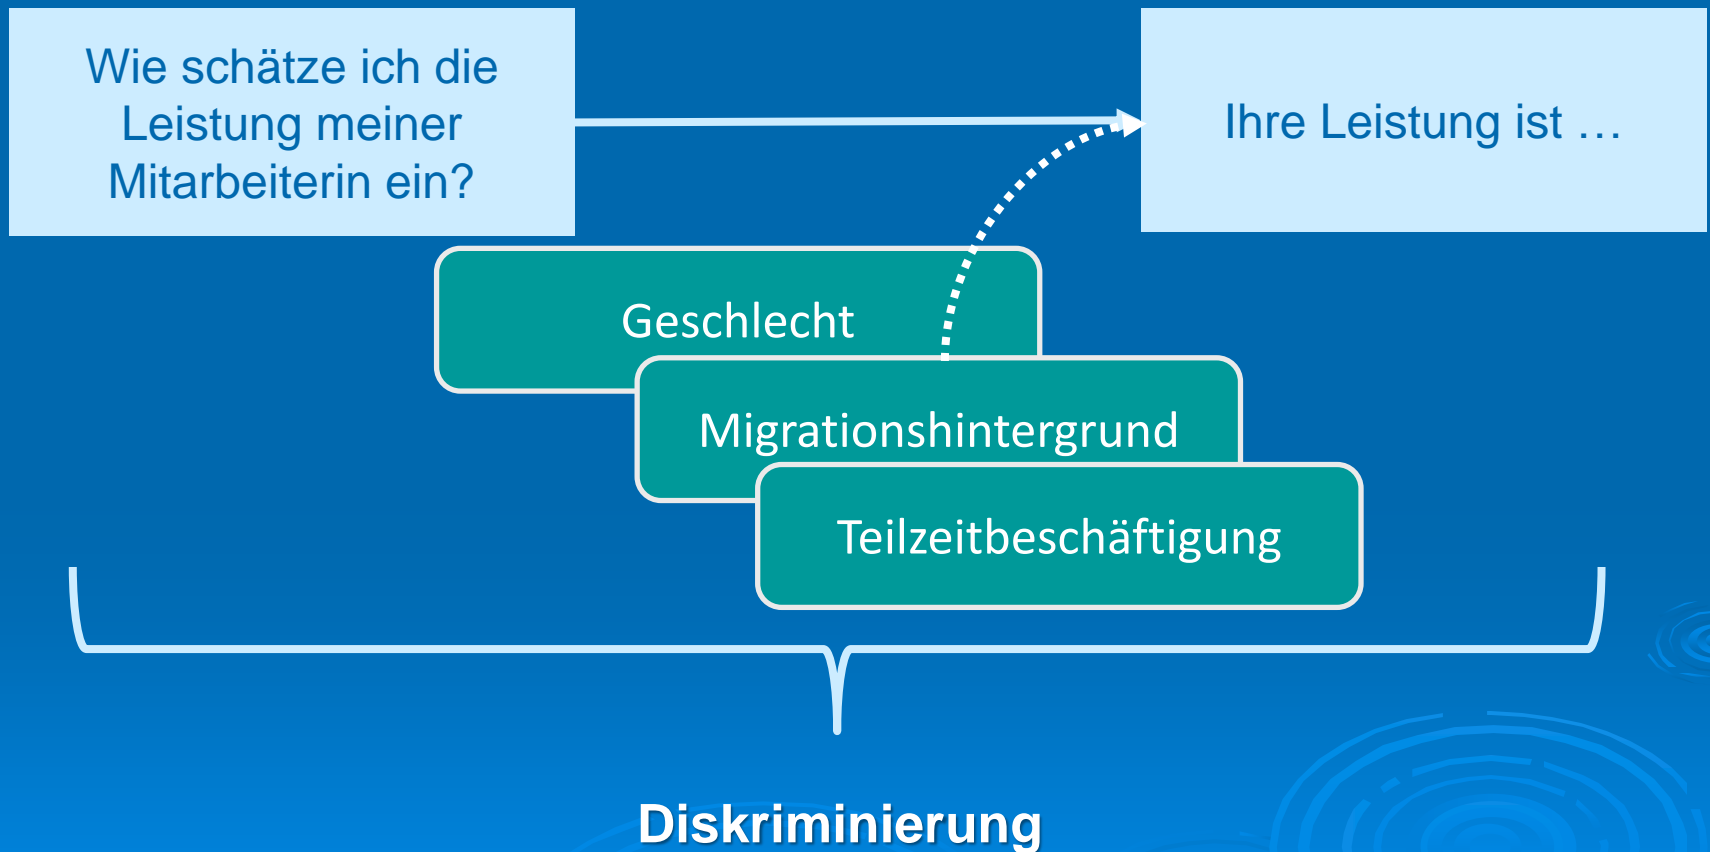 Wie schätze ich die
Leistung meiner
Mitarbeiterin ein?
Ihre Leistung ist …
Geschlecht
Migrationshintergrund
Teilzeitbeschäftigung
Diskriminierung